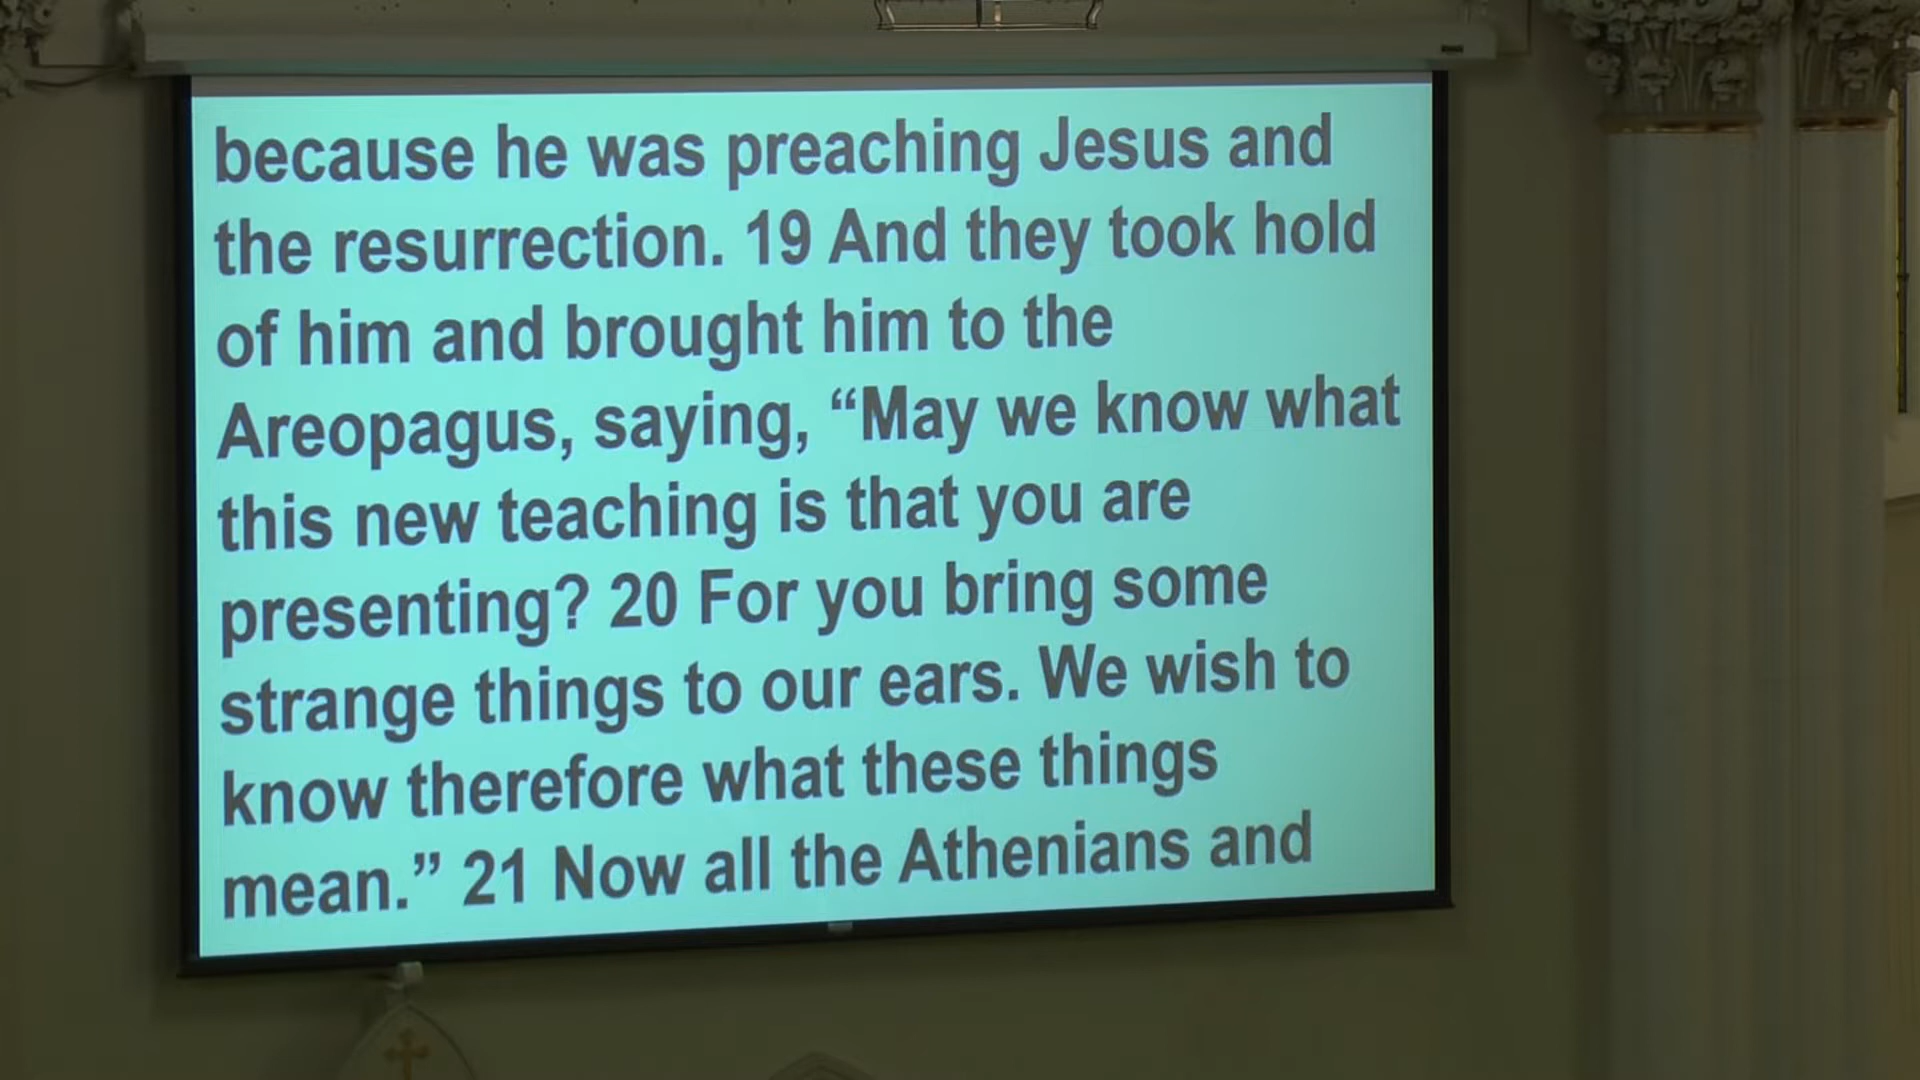 because he was preaching Jesus and
the resurrection. 19 And they took hold
of him and brought him to the
Areopagus, saying, “May we know what
this new teaching is that you are
presenting? 20 For you bring some
strange things to our ears. We wish to
know therefore what these things
mean.” 21 Now all the Athenians and